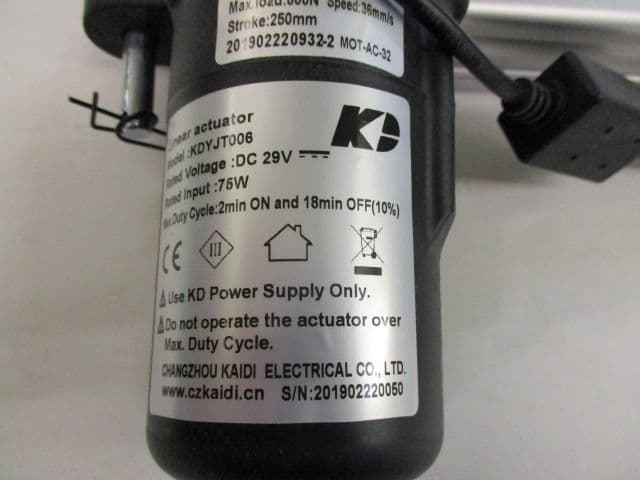 Max.load:800N Speed:36mm/s
Stroke:250mm
201902220932-2 MOT-AC-32
Linear actuator
KD
Model :KDYJT006
Rated Voltage :DC 29V
Rated Input :75W
Max.Duty Cycle:2min ON and 18min OFF(10%)
CE III
Use KD Power Supply Only.
Do not operate the actuator over
Max. Duty Cycle.
CHANGZHOU KAIDI ELECTRICAL CO., LTD.
www.czkaidi.cn S/N:201902220050